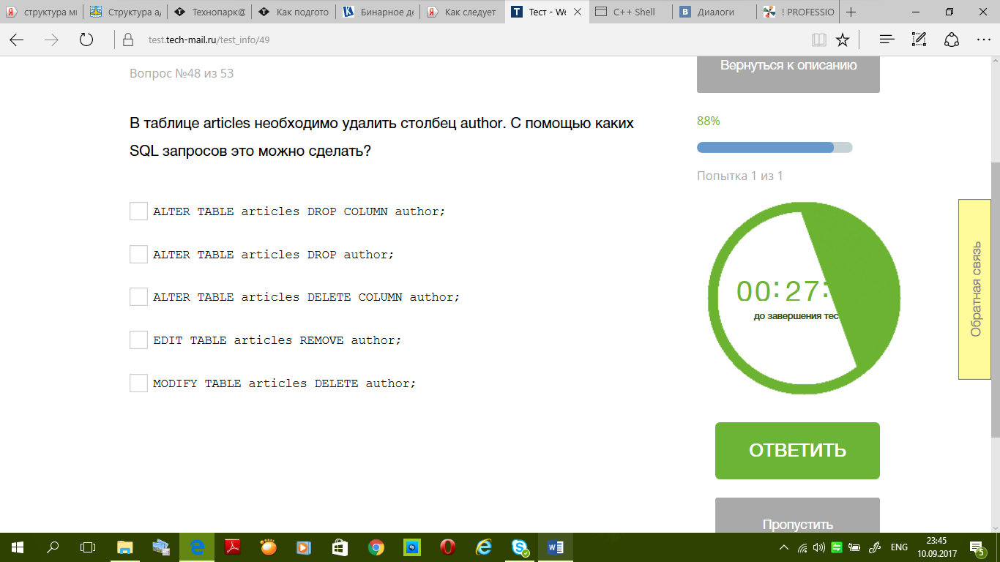 структура ми
Структура ад
Технопарк@
Как подгото
Бинарное де
Как следует
Тест - We
C++ Shell
Диалоги
! PROFESSIO
test.tech-mail.ru/test_info/49
Вопрос №48 из 53
Вернуться к описанию
В таблице articles необходимо удалить столбец author. С помощью каких
SQL запросов это можно сделать?
88%
Попытка 1 из 1
ALTER TABLE articles DROP COLUMN author;
ALTER TABLE articles DROP author;
ALTER TABLE articles DELETE COLUMN author;
EDIT TABLE articles REMOVE author;
MODIFY TABLE articles DELETE author;
00:27:
до завершения тес
Обратная связь
ОТВЕТИТЬ
Пропустить
ENG
23:45
10.09.2017
5